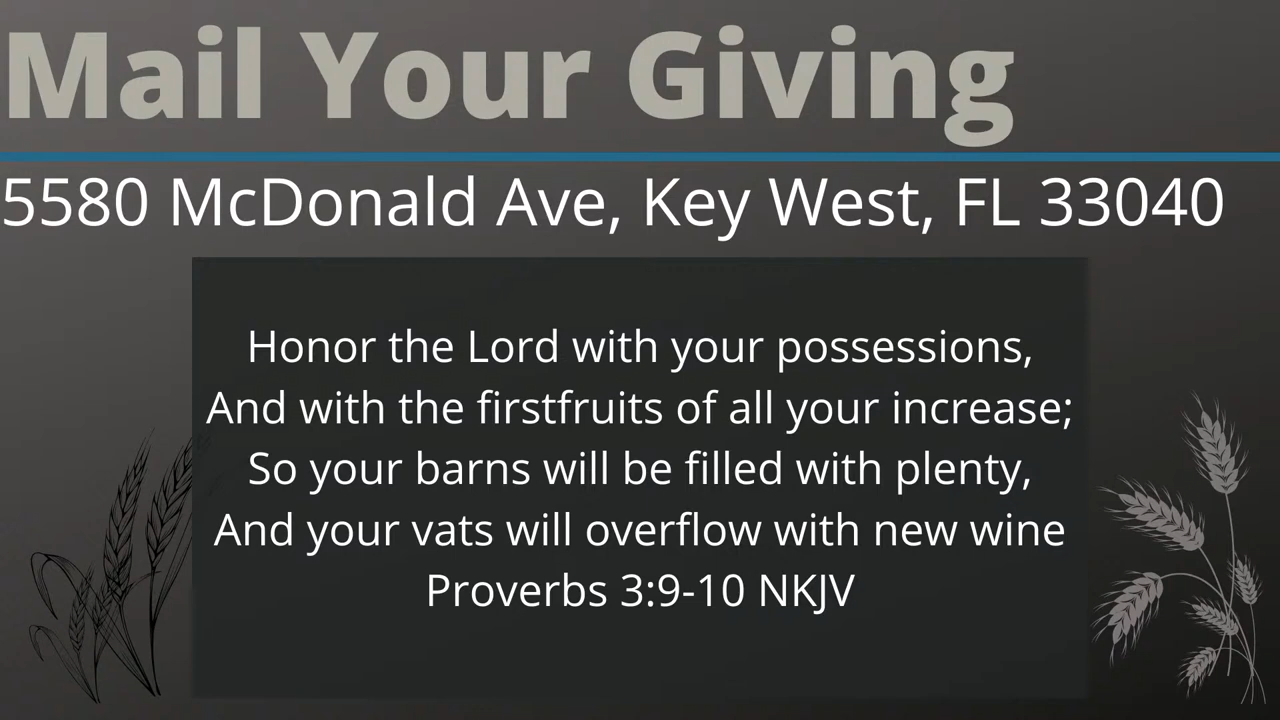 Mail Your Giving
5580 McDonald Ave, Key West, FL 33040
Honor the Lord with your possessions,
And with the firstfruits of all your increase;
So your barns will be filled with plenty,
And your vats will overflow with new wine
Proverbs 3:9-10 NKJV